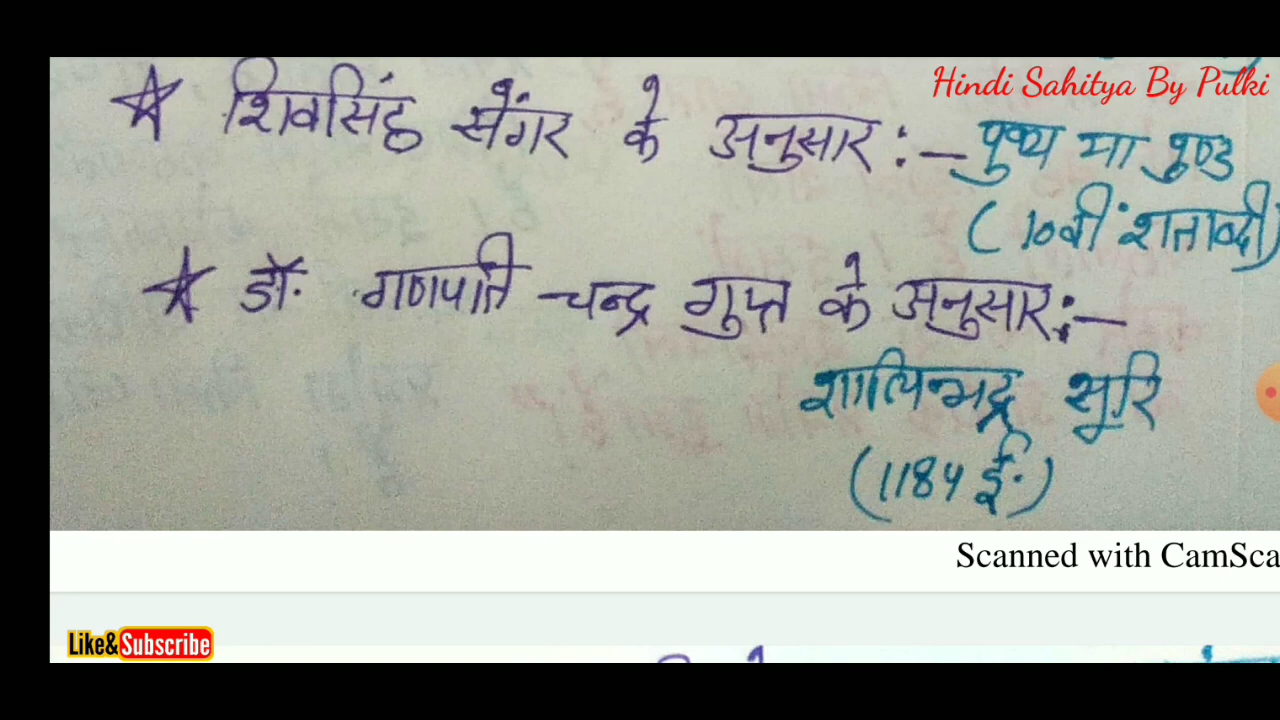 Hindi Sahitya By Pulki
☆ शिवसिंह सेंगर के अनुसार :— पुष्य या पुण्ड
(10वीं शताब्दी)
☆ डॉ. गणपति चन्द्र गुप्त के अनुसार :—
शालिभद्र सूरि
(1184 ई.)
Scanned with CamSca
Like& Subscribe